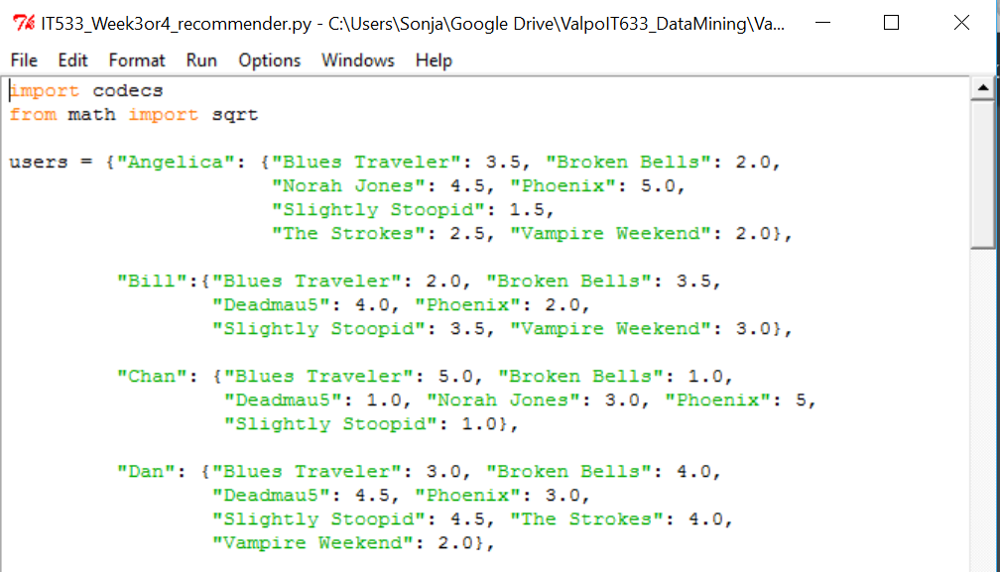 IT533_Week3or4_recommender.py - C:\Users\Sonja\Google Drive\ValpoIT633_DataMining\Va...
File Edit Format Run Options Windows Help
import codecs
from math import sqrt
users = {"Angelica": {"Blues Traveler": 3.5, "Broken Bells": 2.0,
"Norah Jones": 4.5, "Phoenix": 5.0,
"Slightly Stoopid": 1.5,
"The Strokes": 2.5, "Vampire Weekend": 2.0},
"Bill":{"Blues Traveler": 2.0, "Broken Bells": 3.5,
"Deadmau5": 4.0, "Phoenix": 2.0,
"Slightly Stoopid": 3.5, "Vampire Weekend": 3.0},
"Chan": {"Blues Traveler": 5.0, "Broken Bells": 1.0,
"Deadmau5": 1.0, "Norah Jones": 3.0, "Phoenix": 5,
"Slightly Stoopid": 1.0},
"Dan": {"Blues Traveler": 3.0, "Broken Bells": 4.0,
"Deadmau5": 4.5, "Phoenix": 3.0,
"Slightly Stoopid": 4.5, "The Strokes": 4.0,
"Vampire Weekend": 2.0},